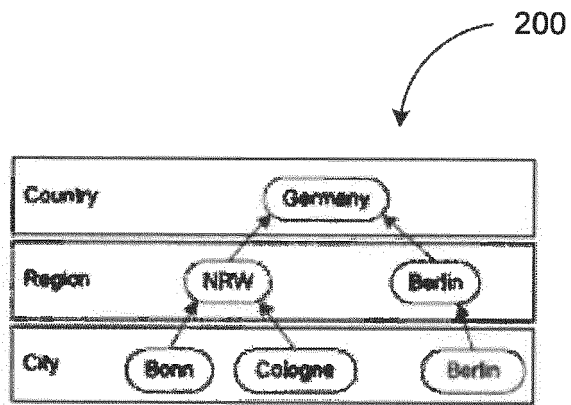 200
Country
Germany
Region
NRW
Berlin
City
Bonn
Cologne
Berlin